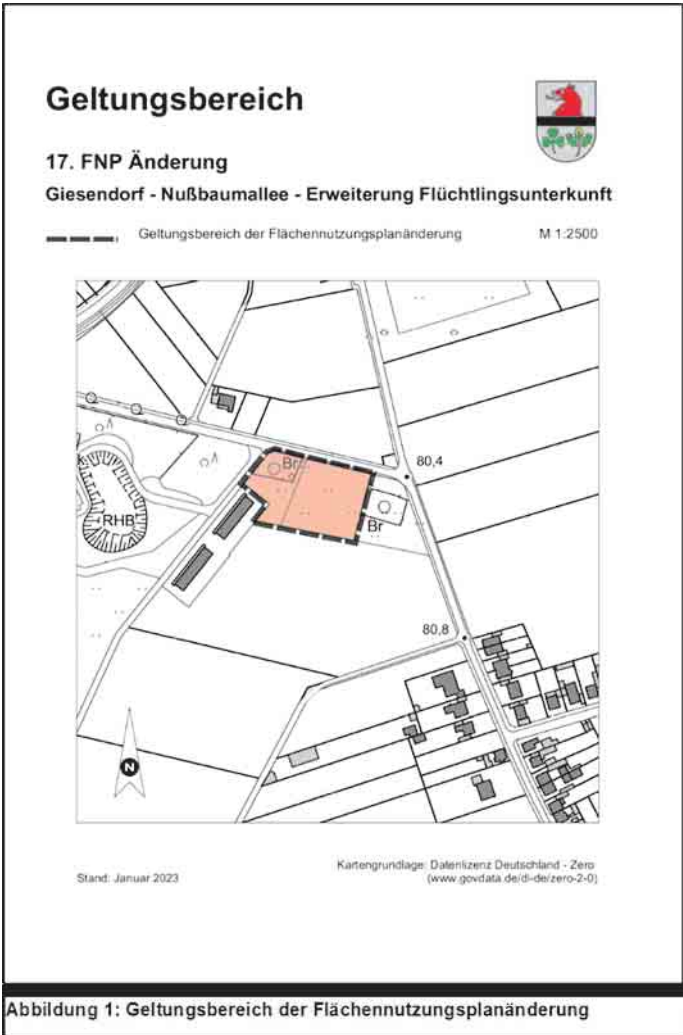 Geltungsbereich
17. FNP Änderung
Giesendorf - Nußbaumallee - Erweiterung Flüchtlingsunterkunft
Geltungsbereich der Flächennutzungsplanänderung M 1:2500
Br
80,4
RHB
Br
80,8
N
Stand: Januar 2023
Kartengrundlage: Datenlizenz Deutschland - Zero
(www.govdata.de/dl-de/zero-2-0)
Abbildung 1: Geltungsbereich der Flächennutzungsplanänderung